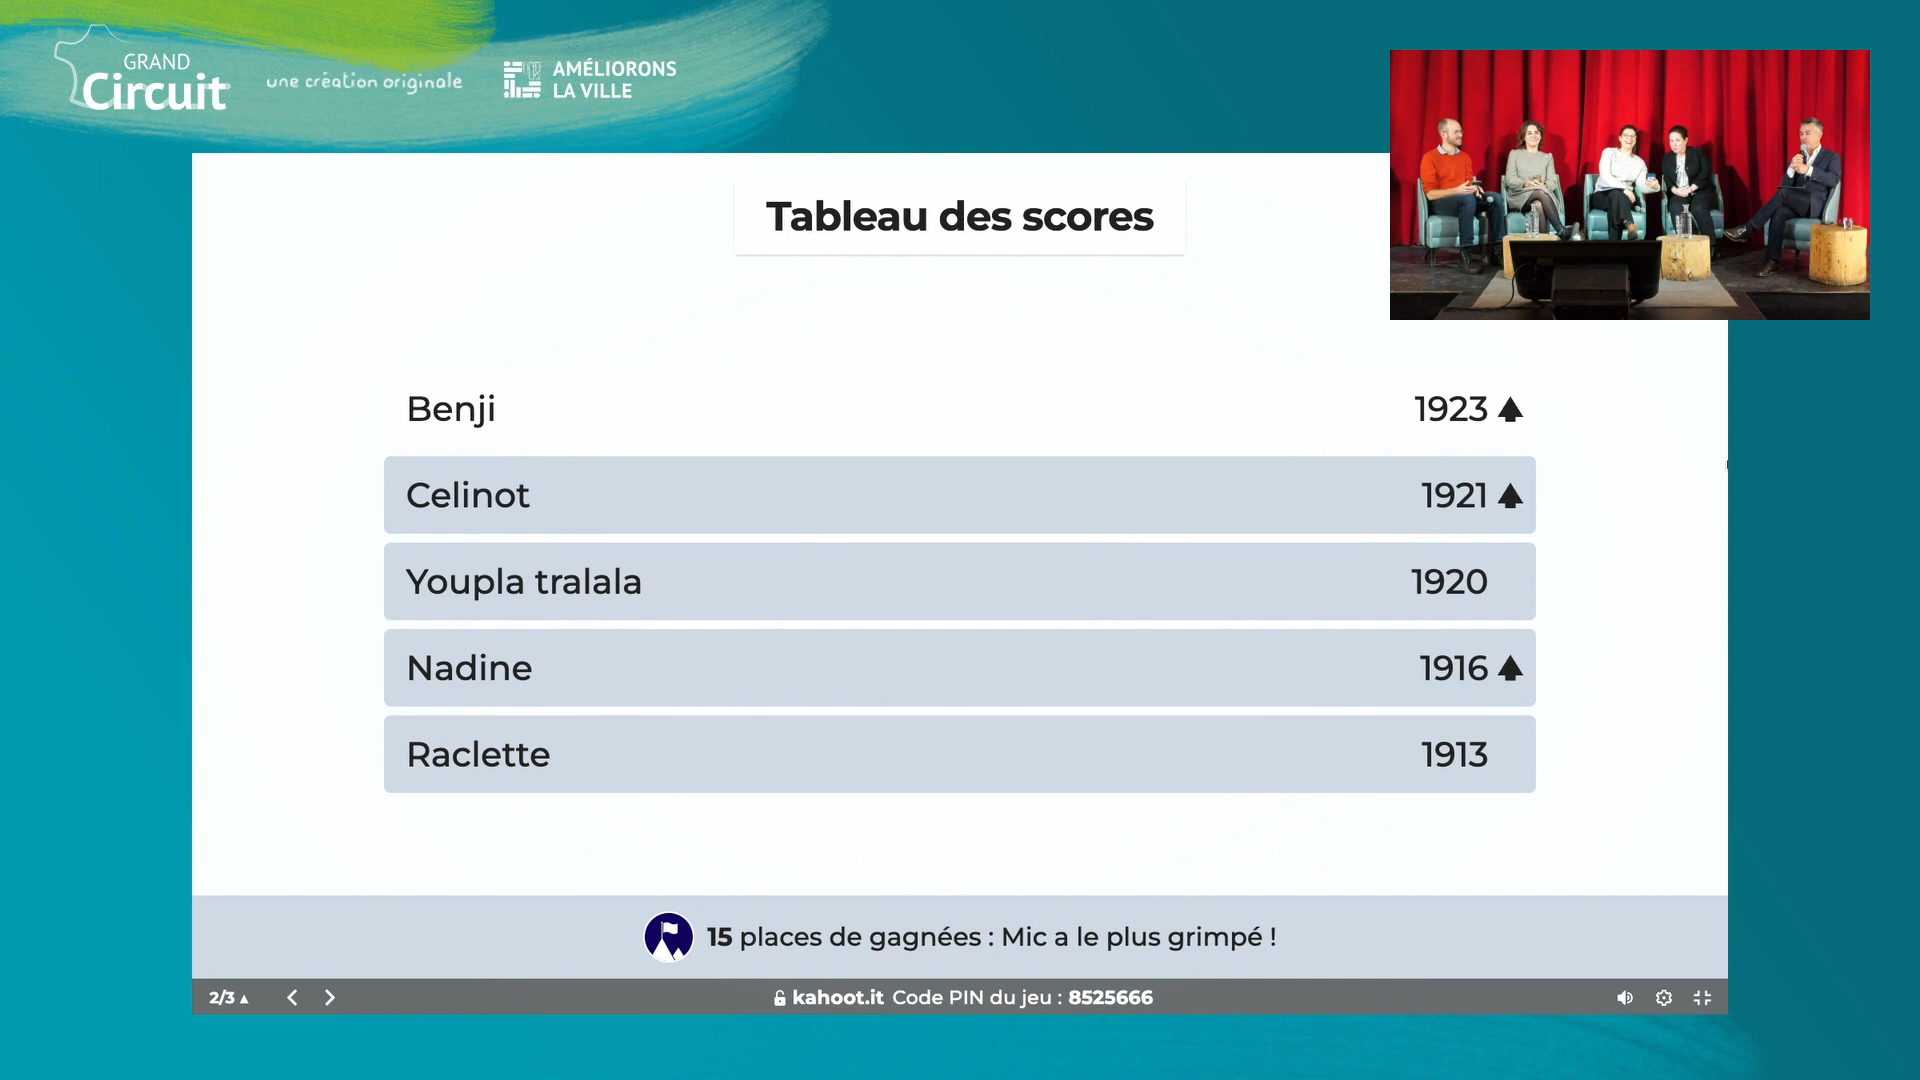 GRAND
Circuit
une création originale
AMÉLIORONS
LA VILLE
Tableau des scores
Benji 1923
Celinot 1921
Youpla tralala 1920
Nadine 1916
Raclette 1913
15 places de gagnées : Mic a le plus grimpé !
2/3 kahoot.it Code PIN du jeu : 8525666